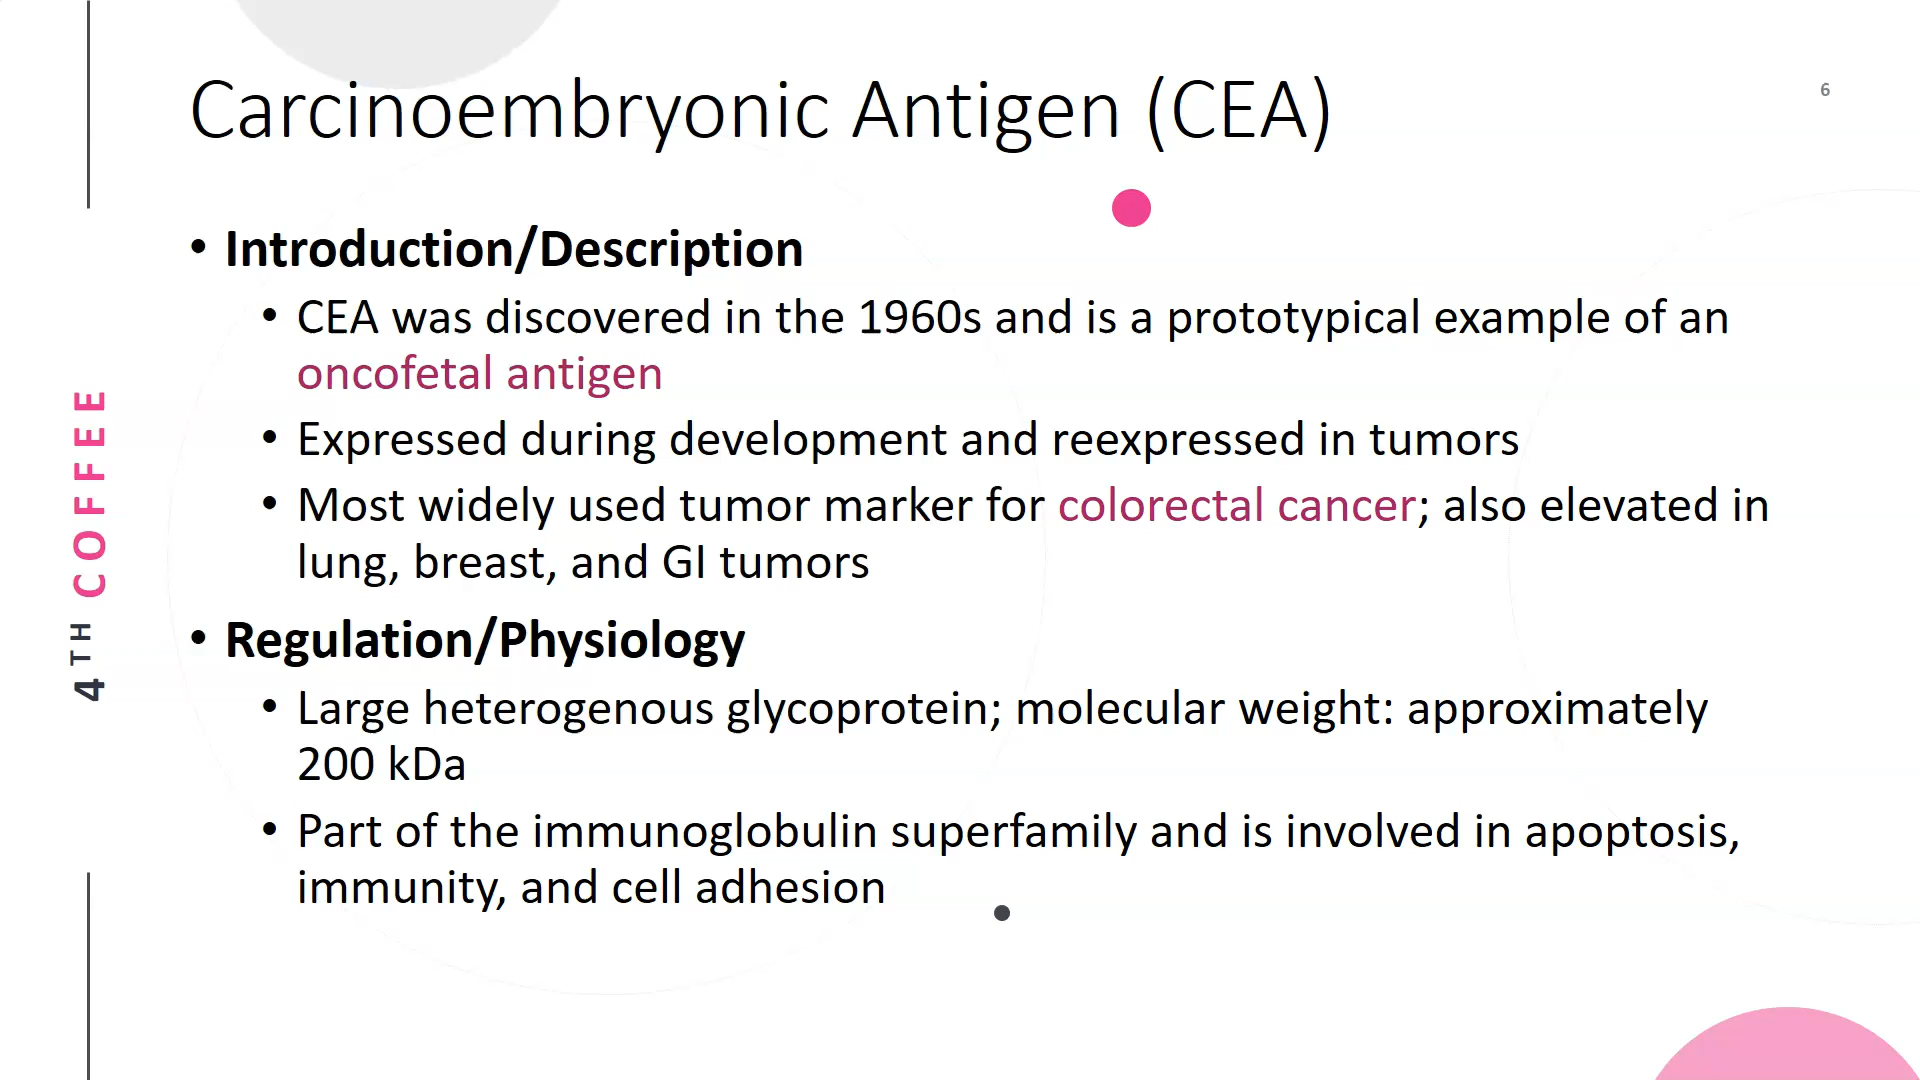 Carcinoembryonic Antigen (CEA)
6
• Introduction/Description
• CEA was discovered in the 1960s and is a prototypical example of an
oncofetal antigen
• Expressed during development and reexpressed in tumors
• Most widely used tumor marker for colorectal cancer; also elevated in
lung, breast, and GI tumors
• Regulation/Physiology
• Large heterogenous glycoprotein; molecular weight: approximately
200 kDa
• Part of the immunoglobulin superfamily and is involved in apoptosis,
immunity, and cell adhesion
4TH COFFEE